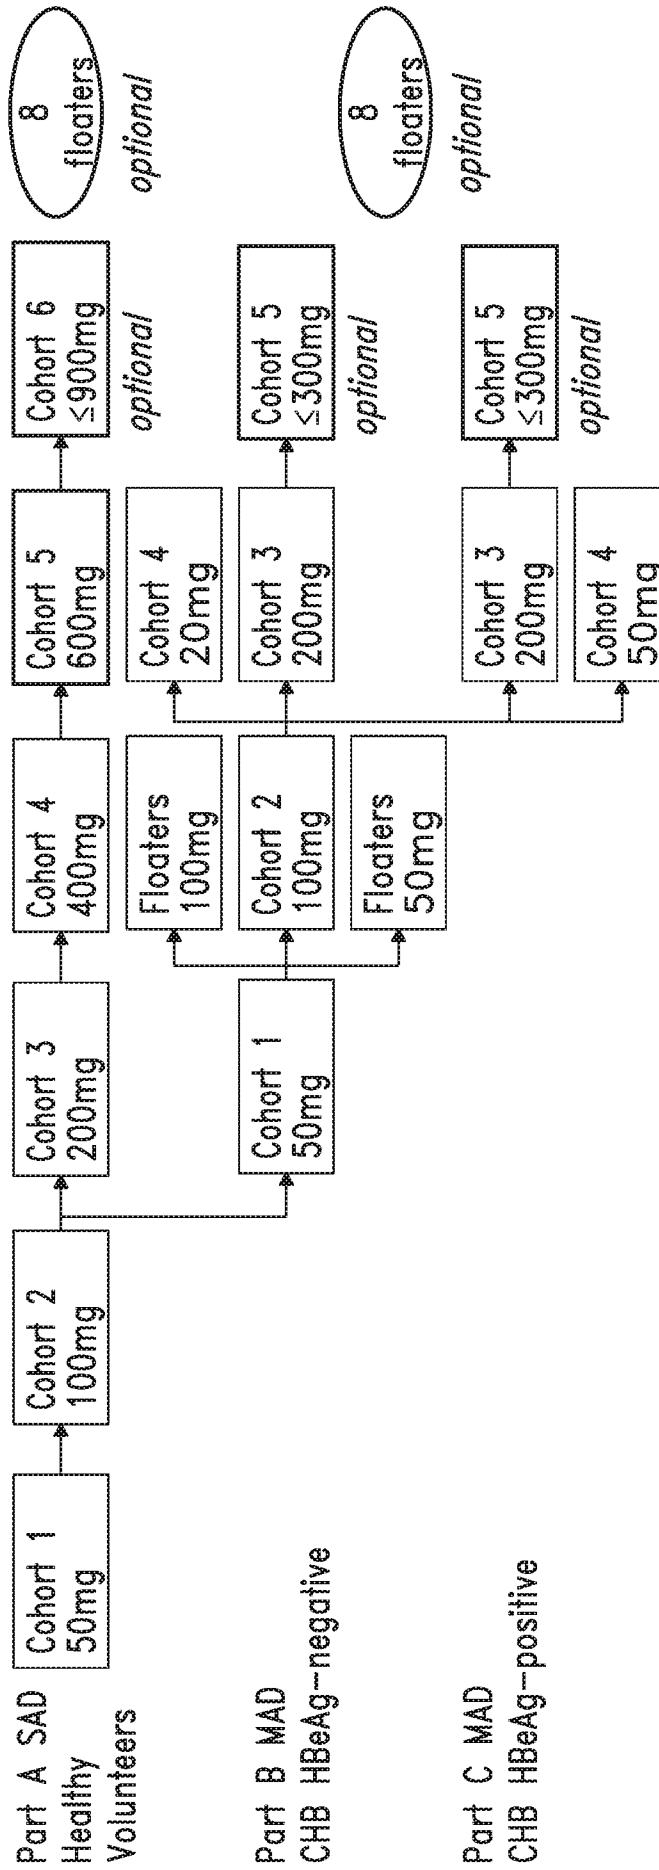 Part A SAD
Healthy
Volunteers
Cohort 1
50mg
Cohort 2
100mg
Cohort 3
200mg
Cohort 4
400mg
Cohort 5
600mg
Cohort 6
≤900mg
optional
8
floaters
optional
Part B MAD
CHB HBeAg-negative
Cohort 1
50mg
Floaters
100mg
Cohort 2
100mg
Floaters
50mg
Cohort 4
20mg
Cohort 3
200mg
Cohort 5
≤300mg
optional
8
floaters
optional
Part C MAD
CHB HBeAg-positive
Cohort 3
200mg
Cohort 4
50mg
Cohort 5
≤300mg
optional